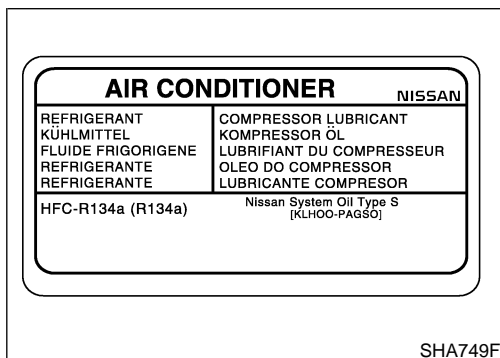 AIR CONDITIONER NISSAN
REFRIGERANT COMPRESSOR LUBRICANT
KÜHLMITTEL KOMPRESSOR ÖL
FLUIDE FRIGORIGENE LUBRIFIANT DU COMPRESSEUR
REFRIGERANTE OLEO DO COMPRESSOR
REFRIGERANTE LUBRICANTE COMPRESOR
HFC-R134a (R134a) Nissan System Oil Type S
[KLHOO-PAGSO]
SHA749F